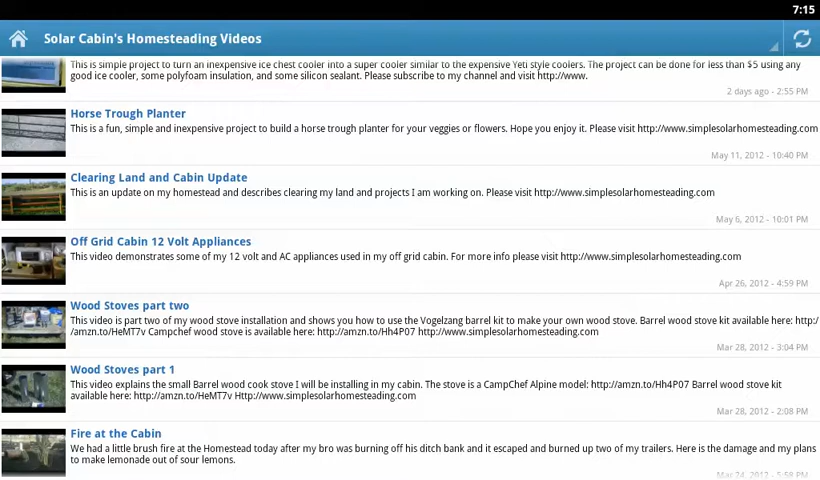 7:15
Solar Cabin's Homesteading Videos
This is simple project to turn an inexpensive ice chest cooler into a super cooler similar to the expensive Yeti style coolers. The project can be done for less than $5 using any
good ice cooler, some polyfoam insulation, and some silicon sealant. Please subscribe to my channel and visit http://www.
2 days ago - 2:55 PM
Horse Trough Planter
This is a fun, simple and inexpensive project to build a horse trough planter for your veggies or flowers. Hope you enjoy it. Please visit http://www.simplesolarhomesteading.com
May 11, 2012 - 10:40 PM
Clearing Land and Cabin Update
This is an update on my homestead and describes clearing my land and projects I am working on. Please visit http://www.simplesolarhomesteading.com
May 6, 2012 - 10:01 PM
Off Grid Cabin 12 Volt Appliances
This video demonstrates some of my 12 volt and AC appliances used in my off grid cabin. For more info please visit http://www.simplesolarhomesteading.com
Apr 26, 2012 - 4:59 PM
Wood Stoves part two
This video is part two of my wood stove installation and shows you how to use the Vogelzang barrel kit to make your own wood stove. Barrel wood stove kit available here: http:/
/amzn.to/HeMT7v Campchef wood stove is available here: http://amzn.to/Hh4P07 http://www.simplesolarhomesteading.com
Mar 28, 2012 - 3:04 PM
Wood Stoves part 1
This video explains the small Barrel wood cook stove I will be installing in my cabin. The stove is a CampChef Alpine model: http://amzn.to/Hh4P07 Barrel wood stove kit
available here: http://amzn.to/HeMT7v Http://www.simplesolarhomesteading.com
Mar 28, 2012 - 2:08 PM
Fire at the Cabin
We had a little brush fire at the Homestead today after my bro was burning off his ditch bank and it escaped and burned up two of my trailers. Here is the damage and my plans
to make lemonade out of sour lemons.
Mar 24, 2012 - 5:58 PM